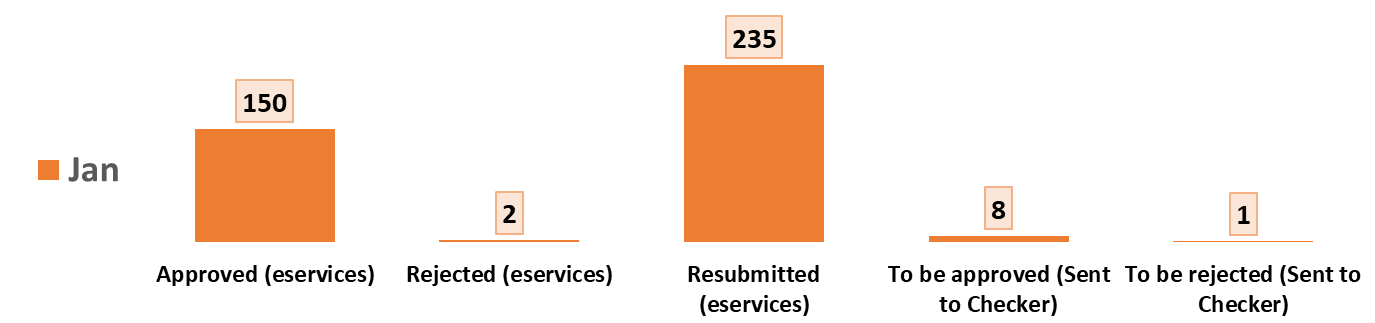 235
150
Jan
2
8
1
Approved (eservices)
Rejected (eservices)
Resubmitted
(eservices)
To be approved (Sent
to Checker)
To be rejected (Sent to
Checker)